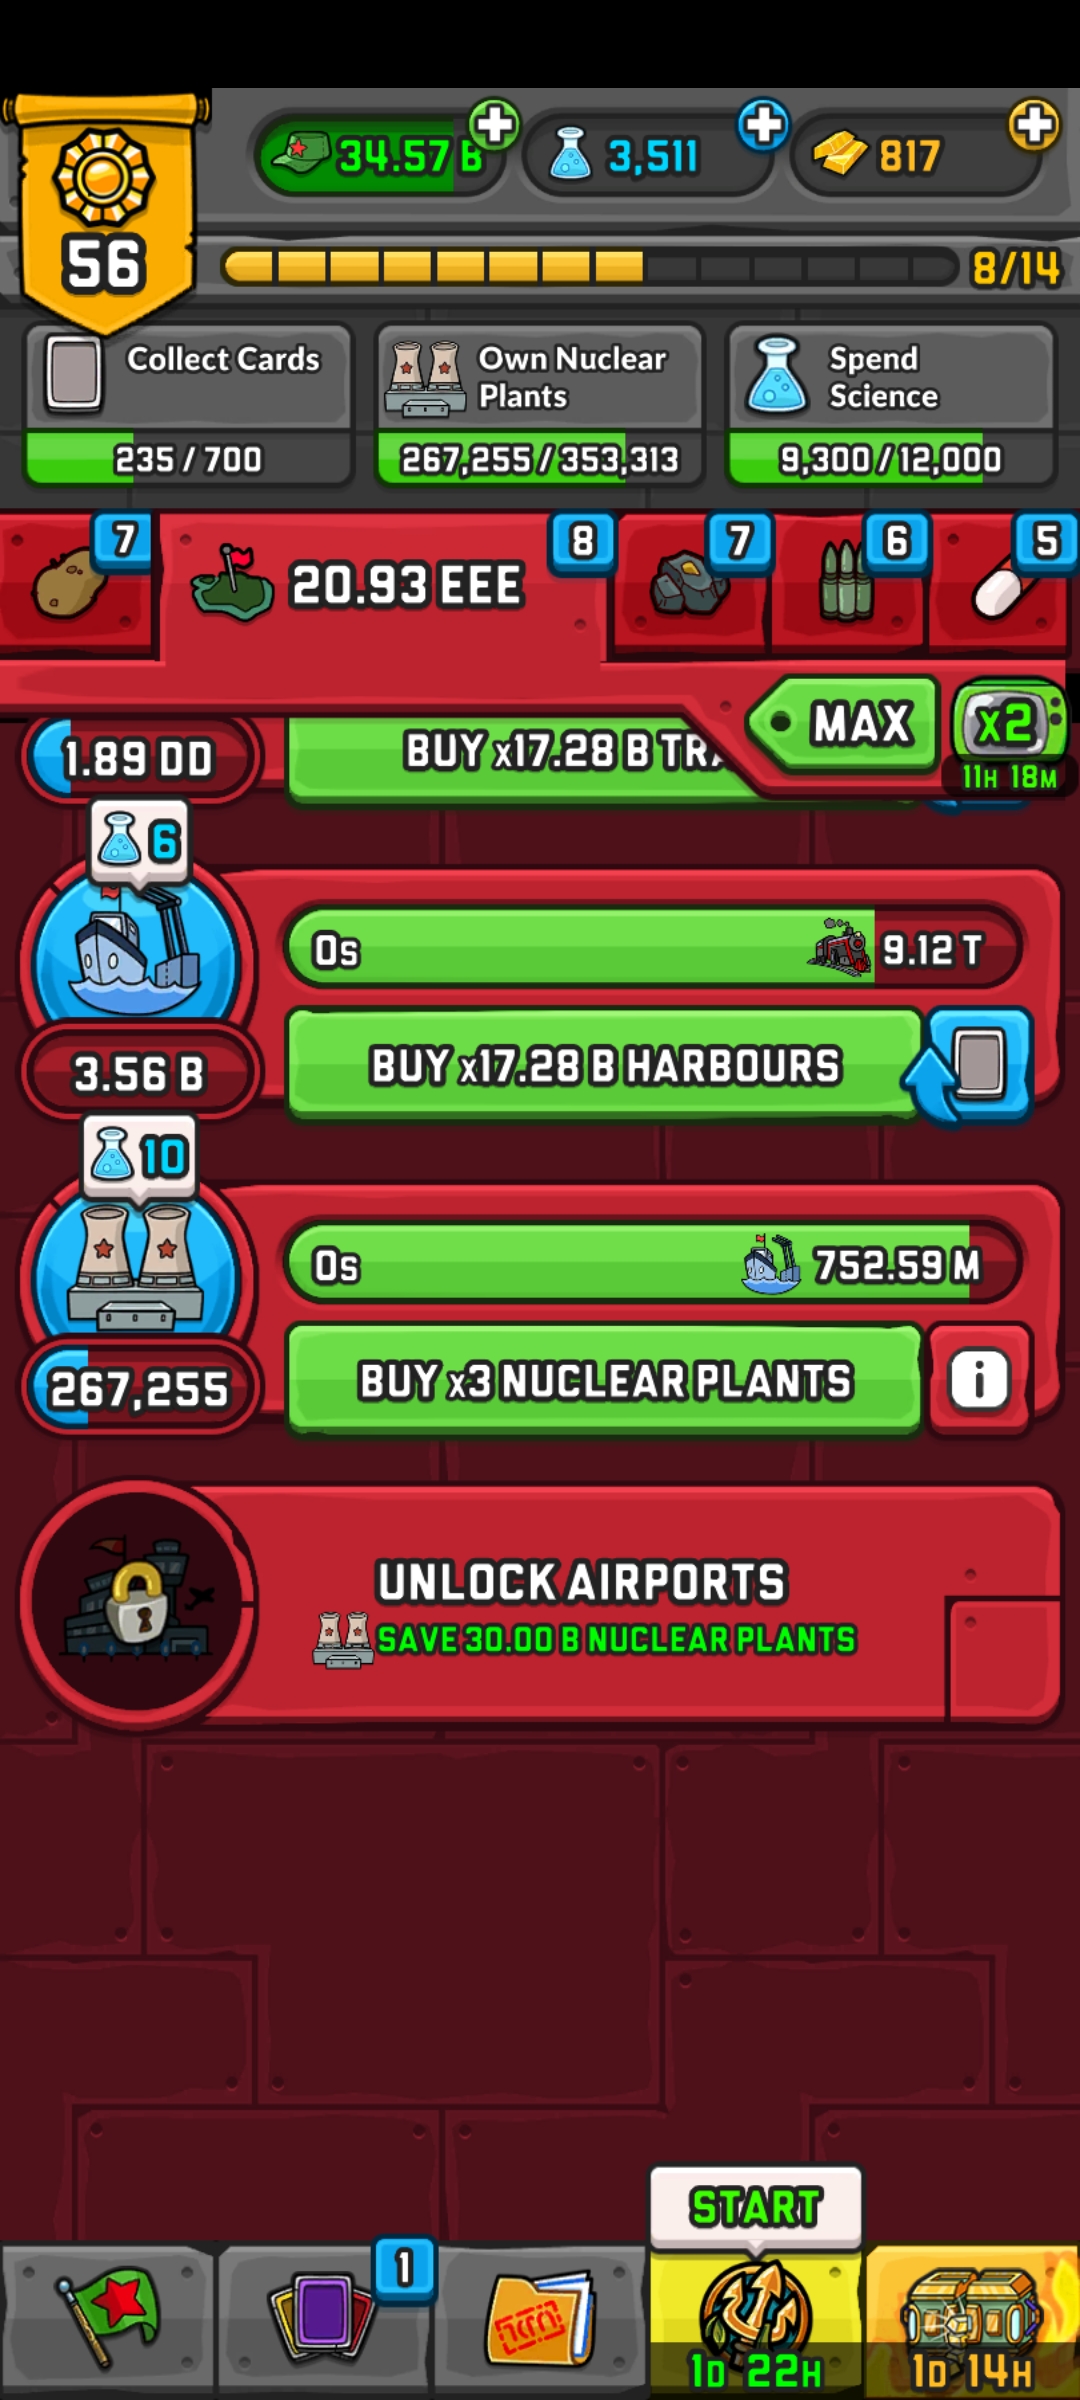 34.57 B
3,511
817
56
8/14
Collect Cards
235 / 700
Own Nuclear
Plants
267,255 / 353,313
Spend
Science
9,300 / 12,000
7
20.93 EEE
8
7
6
5
MAX
x2
11H 18M
1.89 DD
BUY x17.28 B
6
0s
9.12 T
3.56 B
BUY x17.28 B HARBOURS
10
0s
752.59 M
267,255
BUY x3 NUCLEAR PLANTS
i
UNLOCK AIRPORTS
SAVE 30.00 B NUCLEAR PLANTS
START
1
1D 22H
1D 14H